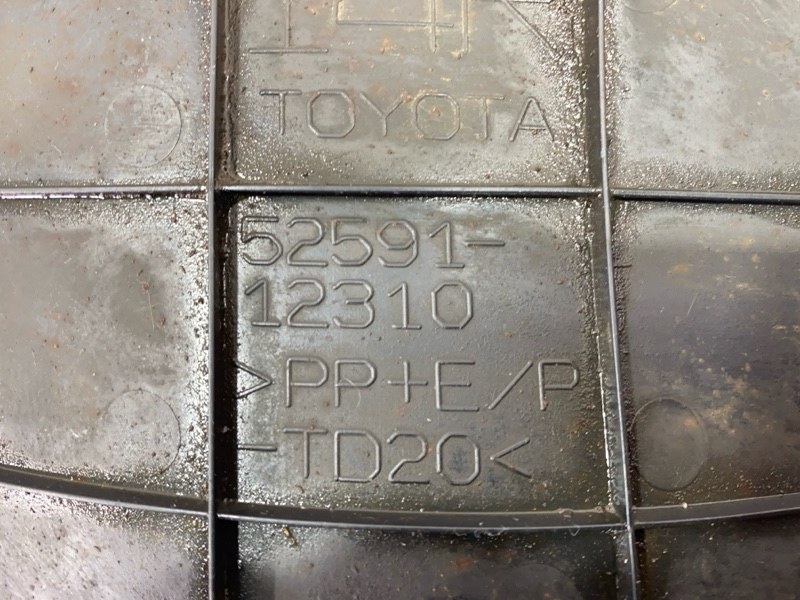 TOYOTA
52591-
12310
>PP+E/P
-TD20<